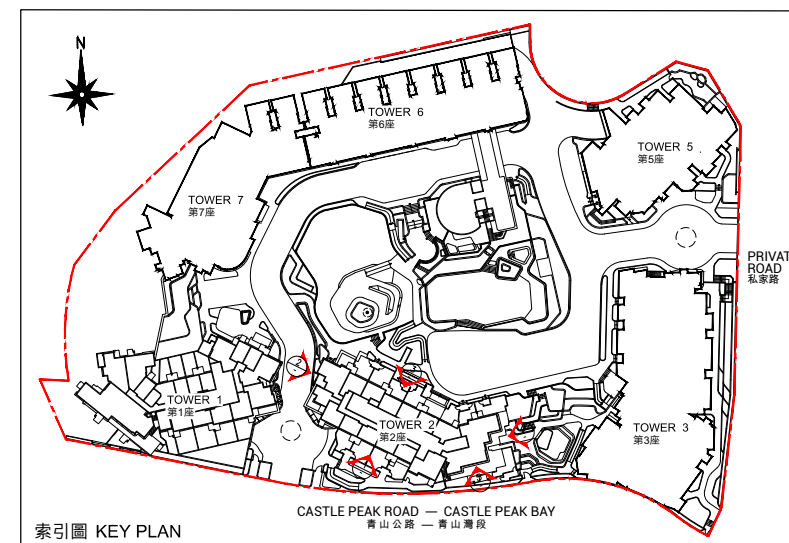 N
TOWER 6
第6座
TOWER 5
第5座
TOWER 7
第7座
PRIVAT
ROAD
私家路
2
TOWER 1
第1座
TOWER 2
第2座
TOWER 3
第3座
CASTLE PEAK ROAD — CASTLE PEAK BAY
青山公路 — 青山灣段
索引圖 KEY PLAN